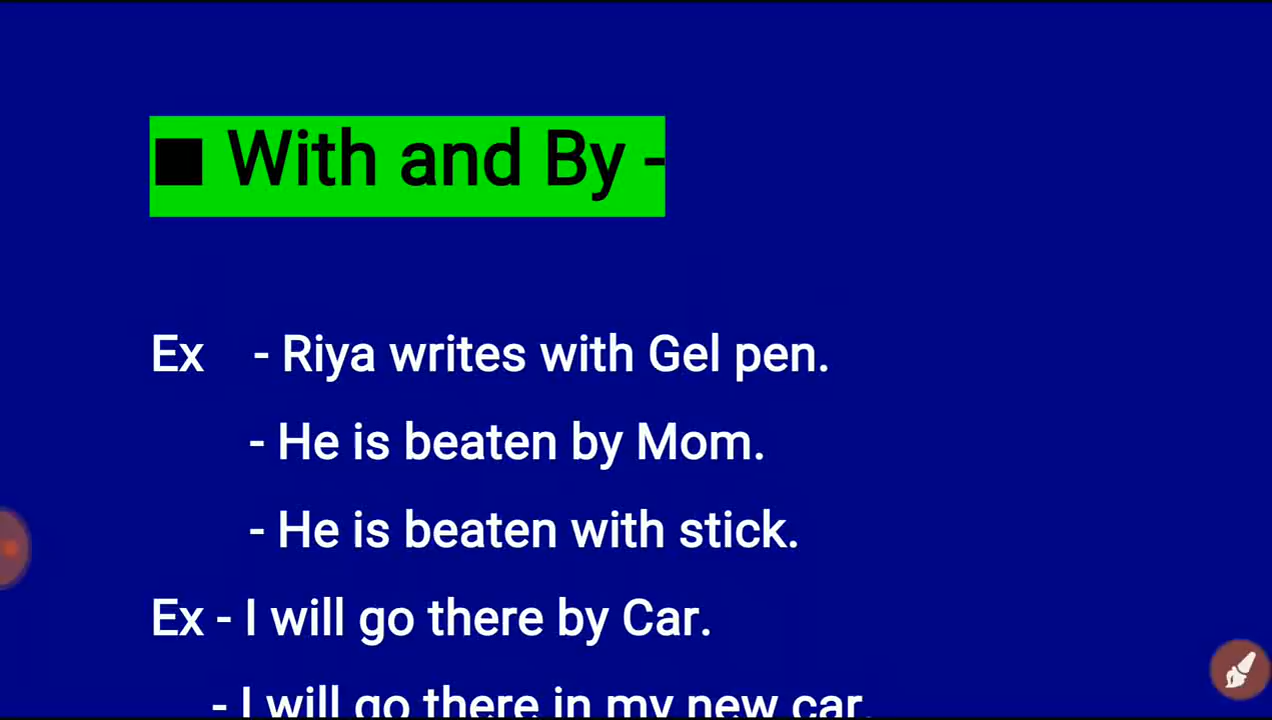 ■ With and By -
Ex - Riya writes with Gel pen.
- He is beaten by Mom.
- He is beaten with stick.
Ex - I will go there by Car.
- I will go there in my new car.